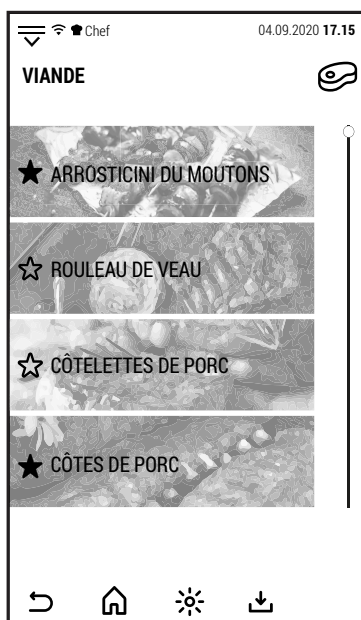 Chef 04.09.2020 17.15
VIANDE
ARROSTICINI DU MOUTONS
ROULEAU DE VEAU
CÔTELETTES DE PORC
CÔTES DE PORC